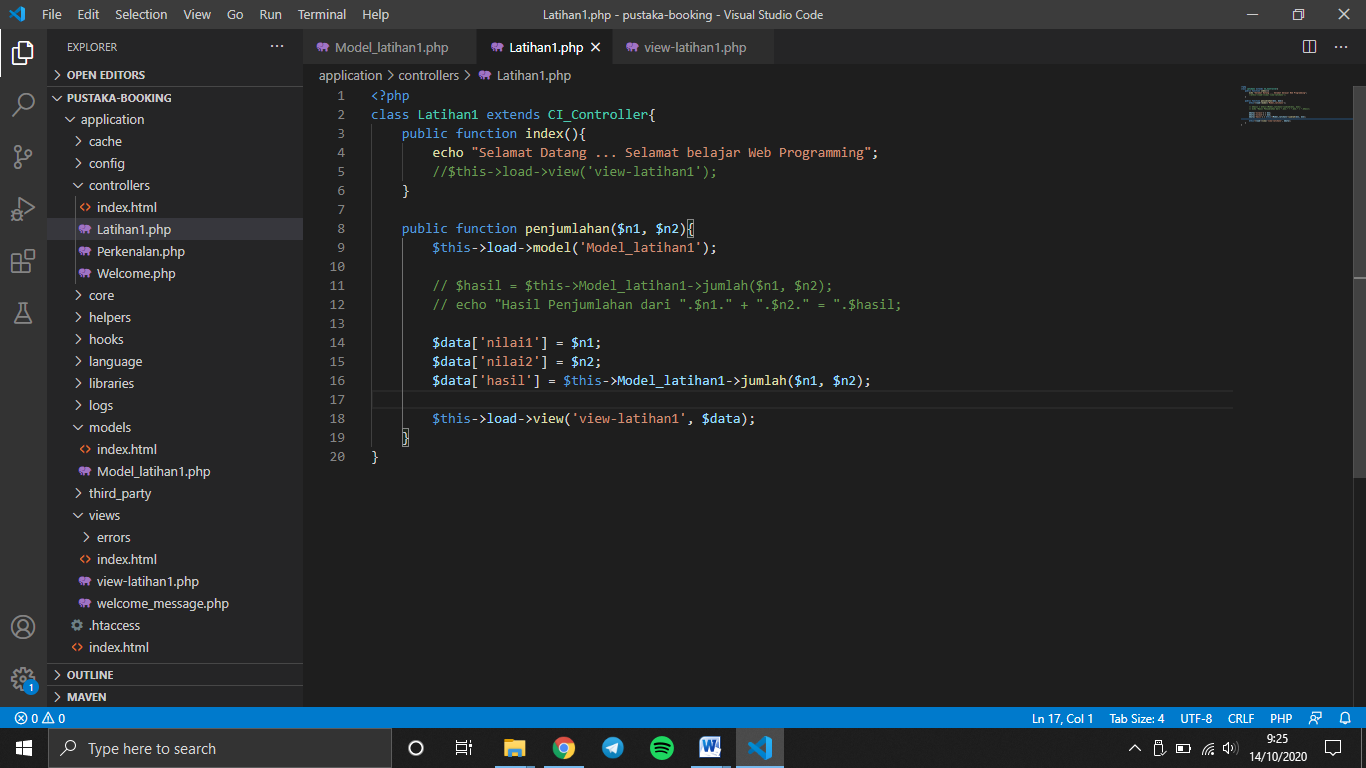 File Edit Selection View Go Run Terminal Help
Latihan1.php - pustaka-booking - Visual Studio Code
EXPLORER
OPEN EDITORS
PUSTAKA-BOOKING
application
cache
config
controllers
index.html
Latihan1.php
Perkenalan.php
Welcome.php
core
helpers
hooks
language
libraries
logs
models
index.html
Model_latihan1.php
third_party
views
errors
index.html
view-latihan1.php
welcome_message.php
.htaccess
index.html
OUTLINE
MAVEN
1
Model_latihan1.php Latihan1.php view-latihan1.php
application > controllers > Latihan1.php
1 <?php
2 class Latihan1 extends CI_Controller{
3 public function index(){
4 echo "Selamat Datang ... Selamat belajar Web Programming";
5 //$this->load->view('view-latihan1');
6 }
7
8 public function penjumlahan($n1, $n2){
9 $this->load->model('Model_latihan1');
10
11 // $hasil = $this->Model_latihan1->jumlah($n1, $n2);
12 // echo "Hasil Penjumlahan dari ".$n1." + ".$n2." = ".$hasil;
13
14 $data['nilai1'] = $n1;
15 $data['nilai2'] = $n2;
16 $data['hasil'] = $this->Model_latihan1->jumlah($n1, $n2);
17
18 $this->load->view('view-latihan1', $data);
19 }
20 }
0 0 Ln 17, Col 1 Tab Size: 4 UTF-8 CRLF PHP
Type here to search
9:25
14/10/2020